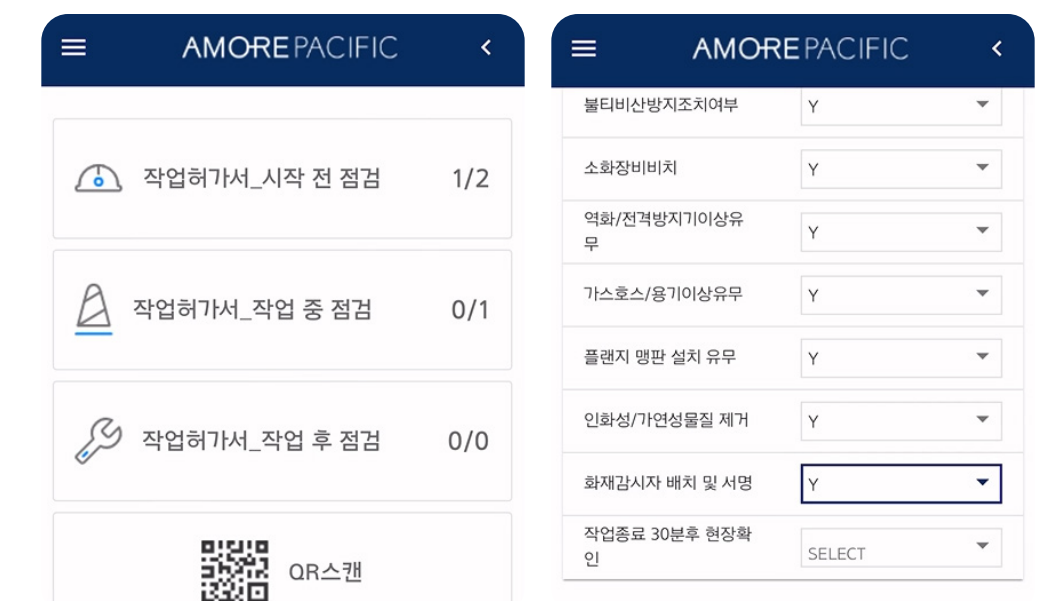 AMOREPACIFIC
작업허가서_시작 전 점검 1/2
작업허가서_작업 중 점검 0/1
작업허가서_작업 후 점검 0/0
QR스캔
AMOREPACIFIC
불티비산방지조치여부 Y
소화장비비치 Y
역화/전격방지기이상유
무 Y
가스호스/용기이상유무 Y
플랜지 맹판 설치 유무 Y
인화성/가연성물질 제거 Y
화재감시자 배치 및 서명 Y
작업종료 30분후 현장확
인 SELECT